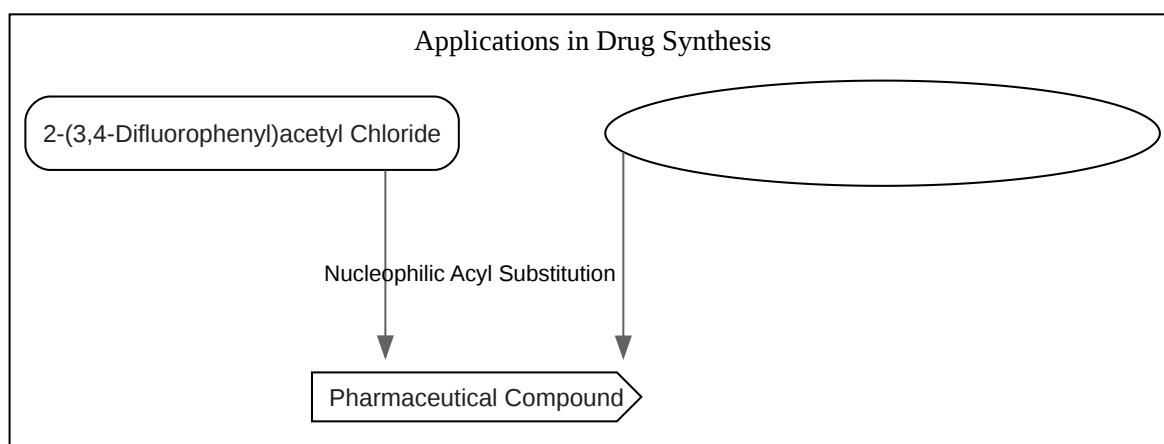 Applications in Drug Synthesis
2-(3,4-Difluorophenyl)acetyl Chloride
Nucleophilic Acyl Substitution
Pharmaceutical Compound